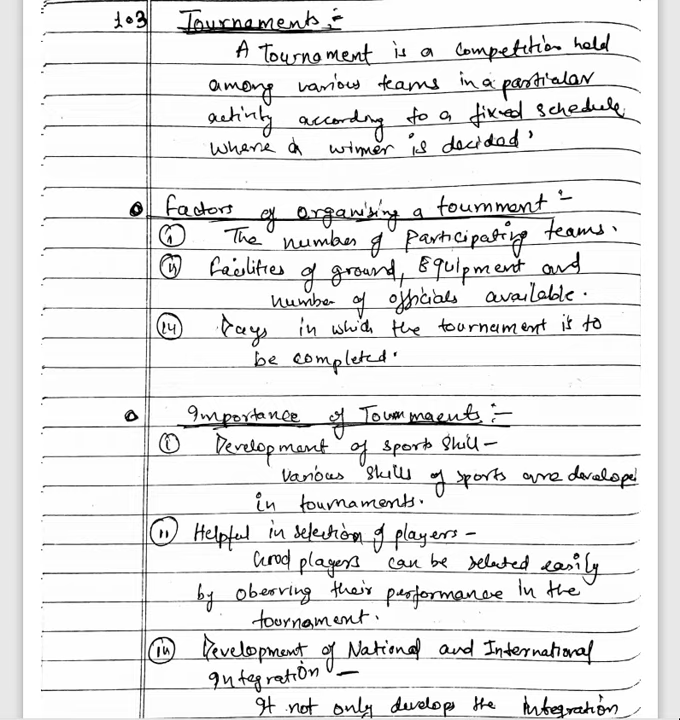 1.3 Tournaments :-
A Tournament is a competition held
among various teams in a particular
activity according to a fixed schedule
where a winner is decided.
Factors of organising a tournment :-
(i) The number of participating teams.
(ii) Facilities of ground, Equipment and
number of officials available.
(iii) Days in which the tournament is to
be completed.
Importance of Tournmaents :-
(i) Development of sports skill -
various skills of sports are develope
in tournaments.
(ii) Helpful in selection of players -
Good players can be selected easily
by observing their performance in the
tournament.
(iii) Development of National and International
Integration -
It not only develops the integration